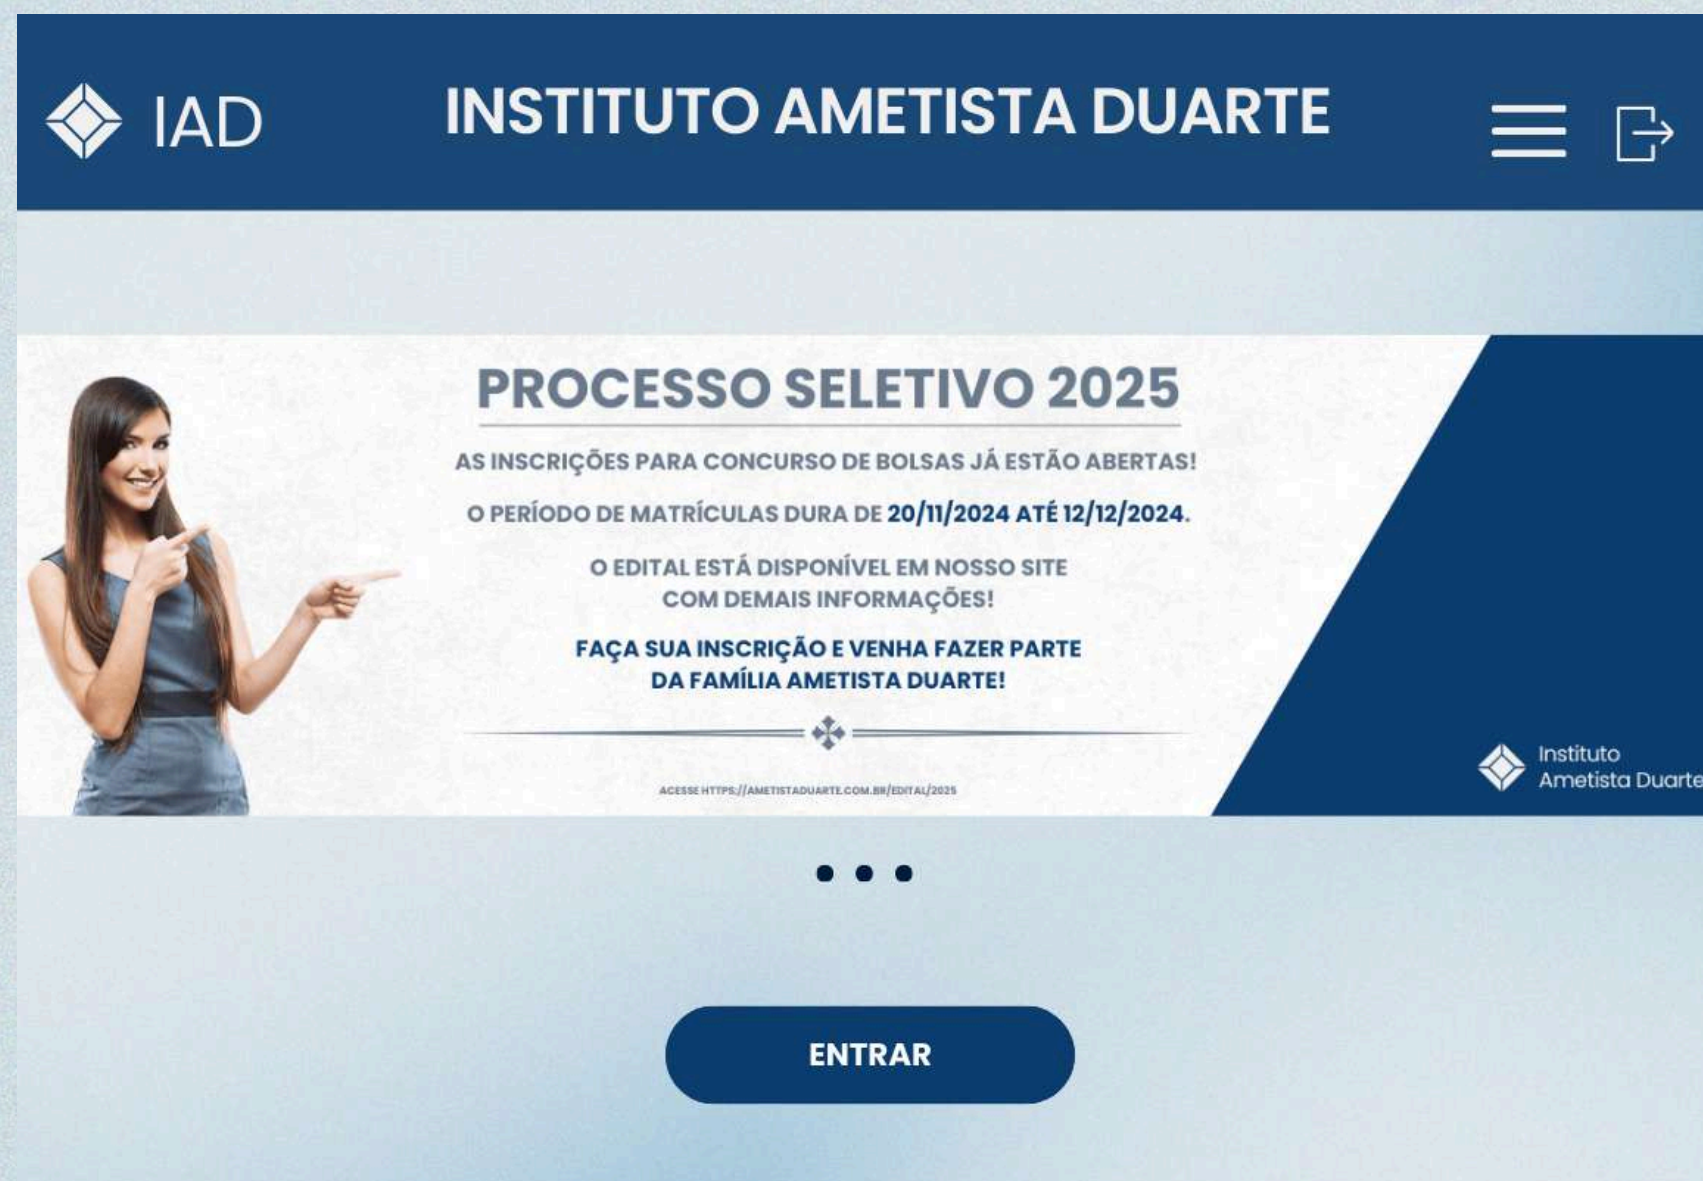 IAD
INSTITUTO AMETISTA DUARTE
PROCESSO SELETIVO 2025
AS INSCRIÇÕES PARA CONCURSO DE BOLSAS JÁ ESTÃO ABERTAS!
O PERÍODO DE MATRÍCULAS DURA DE 20/11/2024 ATÉ 12/12/2024.
O EDITAL ESTÁ DISPONÍVEL EM NOSSO SITE
COM DEMAIS INFORMAÇÕES!
FAÇA SUA INSCRIÇÃO E VENHA FAZER PARTE
DA FAMÍLIA AMETISTA DUARTE!
ACESSE HTTPS://AMETISTADUARTE.COM.BR/EDITAL/2025
Instituto
Ametista Duarte
ENTRAR